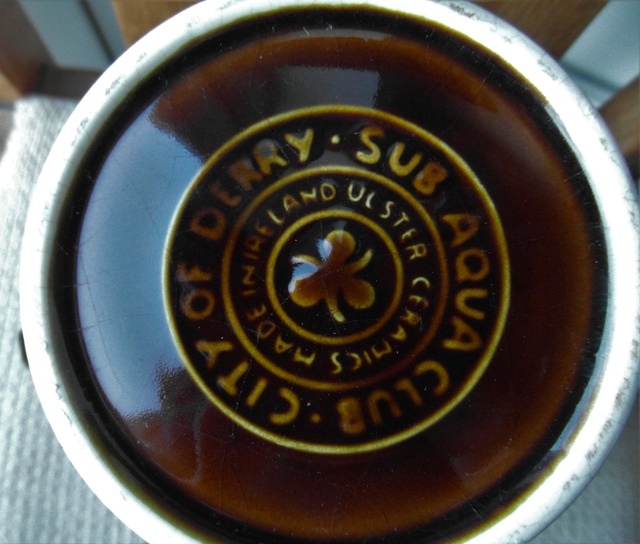 CITY OF DERRY · SUB AQUA CLUB ·
MADE IN IRELAND ULSTER CERAMICS